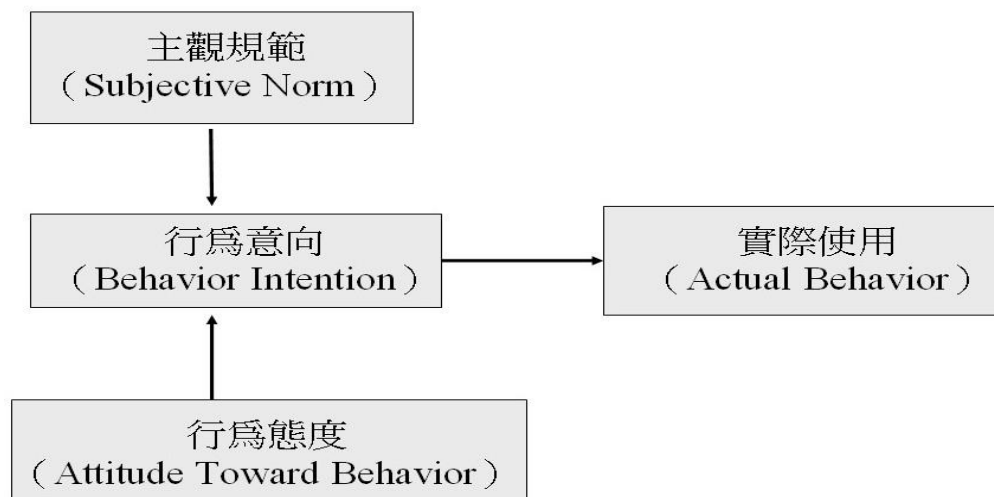 主觀規範
（Subjective Norm）
行爲意向
（Behavior Intention）
實際使用
（Actual Behavior）
行爲態度
（Attitude Toward Behavior）